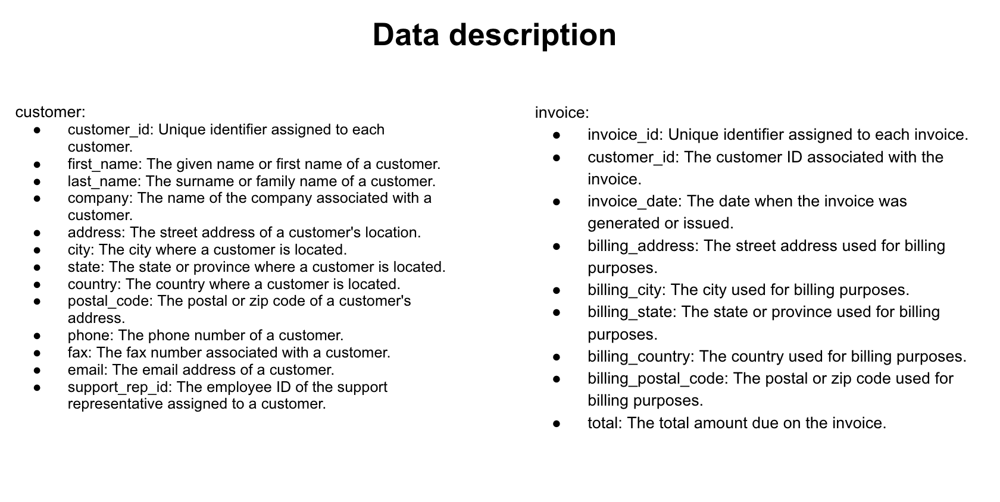 Data description
customer:
● customer_id: Unique identifier assigned to each
customer.
● first_name: The given name or first name of a customer.
● last_name: The surname or family name of a customer.
● company: The name of the company associated with a
customer.
● address: The street address of a customer's location.
● city: The city where a customer is located.
● state: The state or province where a customer is located.
● country: The country where a customer is located.
● postal_code: The postal or zip code of a customer's
address.
● phone: The phone number of a customer.
● fax: The fax number associated with a customer.
● email: The email address of a customer.
● support_rep_id: The employee ID of the support
representative assigned to a customer.
invoice:
● invoice_id: Unique identifier assigned to each invoice.
● customer_id: The customer ID associated with the
invoice.
● invoice_date: The date when the invoice was
generated or issued.
● billing_address: The street address used for billing
purposes.
● billing_city: The city used for billing purposes.
● billing_state: The state or province used for billing
purposes.
● billing_country: The country used for billing purposes.
● billing_postal_code: The postal or zip code used for
billing purposes.
● total: The total amount due on the invoice.